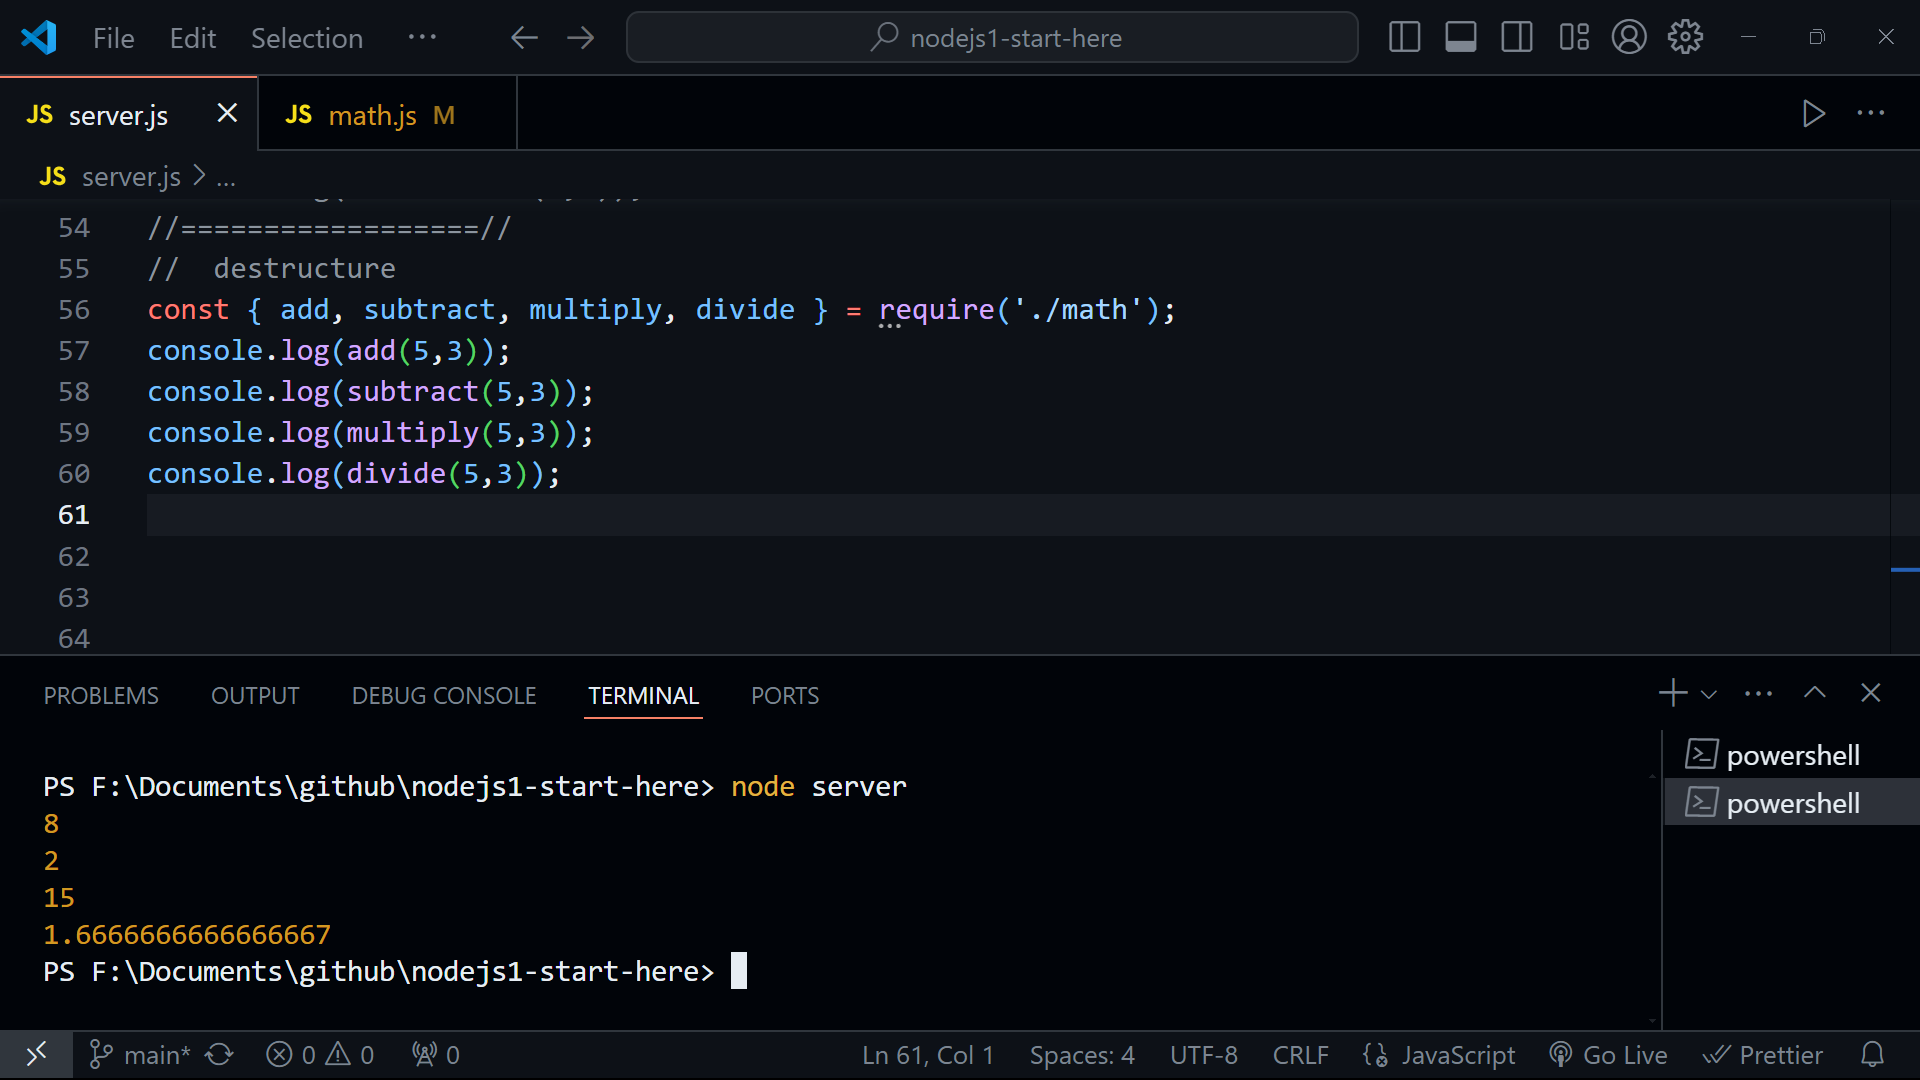 File Edit Selection ··· nodejs1-start-here
JS server.js JS math.js M
JS server.js > ...
54 //==================//
55 //  destructure
56 const { add, subtract, multiply, divide } = require('./math');
57 console.log(add(5,3));
58 console.log(subtract(5,3));
59 console.log(multiply(5,3));
60 console.log(divide(5,3));
61
62
63
64
PROBLEMS OUTPUT DEBUG CONSOLE TERMINAL PORTS
powershell
powershell
PS F:\Documents\github\nodejs1-start-here> node server
8
2
15
1.6666666666666667
PS F:\Documents\github\nodejs1-start-here>
main* 0 0 0 Ln 61, Col 1 Spaces: 4 UTF-8 CRLF JavaScript Go Live Prettier